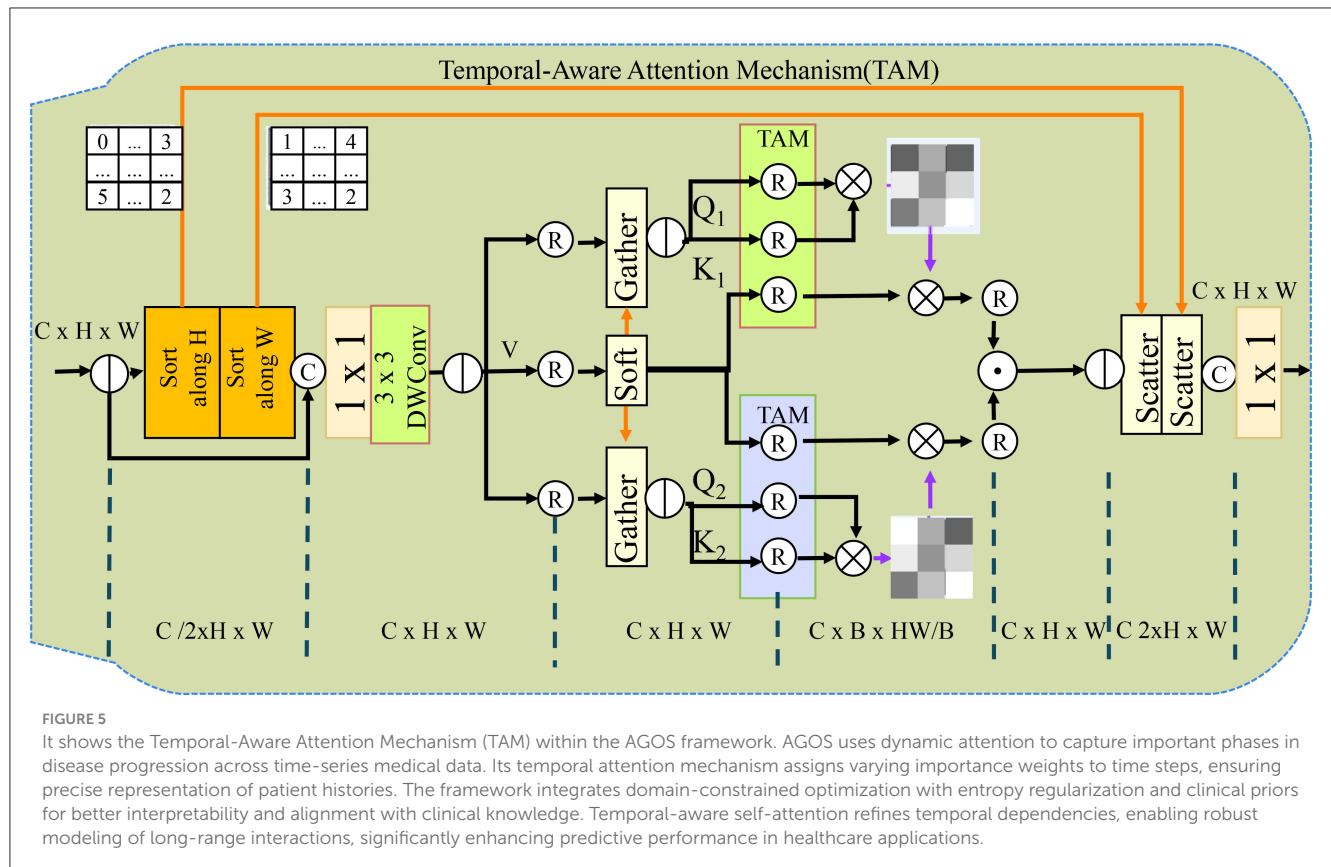 Temporal-Aware Attention Mechanism(TAM)
0 ... 3
... ... ...
5 ... 2
1 ... 4
... ... ...
3 ... 2
C x H x W
Sort along H
Sort along W
C
1 x 1
3 x 3
DWConv
V
R
R
R
Gather
Soft
Gather
Q1
K1
Q2
K2
TAM
R
R
R
TAM
R
R
R
R
R
Scatter
Scatter
C
C x H x W
1 x 1
C /2xH x W
C x H x W
C x H x W
C x B x HW/B
C x H x W
C 2xH x W
FIGURE 5
It shows the Temporal-Aware Attention Mechanism (TAM) within the AGOS framework. AGOS uses dynamic attention to capture important phases in
disease progression across time-series medical data. Its temporal attention mechanism assigns varying importance weights to time steps, ensuring
precise representation of patient histories. The framework integrates domain-constrained optimization with entropy regularization and clinical priors
for better interpretability and alignment with clinical knowledge. Temporal-aware self-attention refines temporal dependencies, enabling robust
modeling of long-range interactions, significantly enhancing predictive performance in healthcare applications.